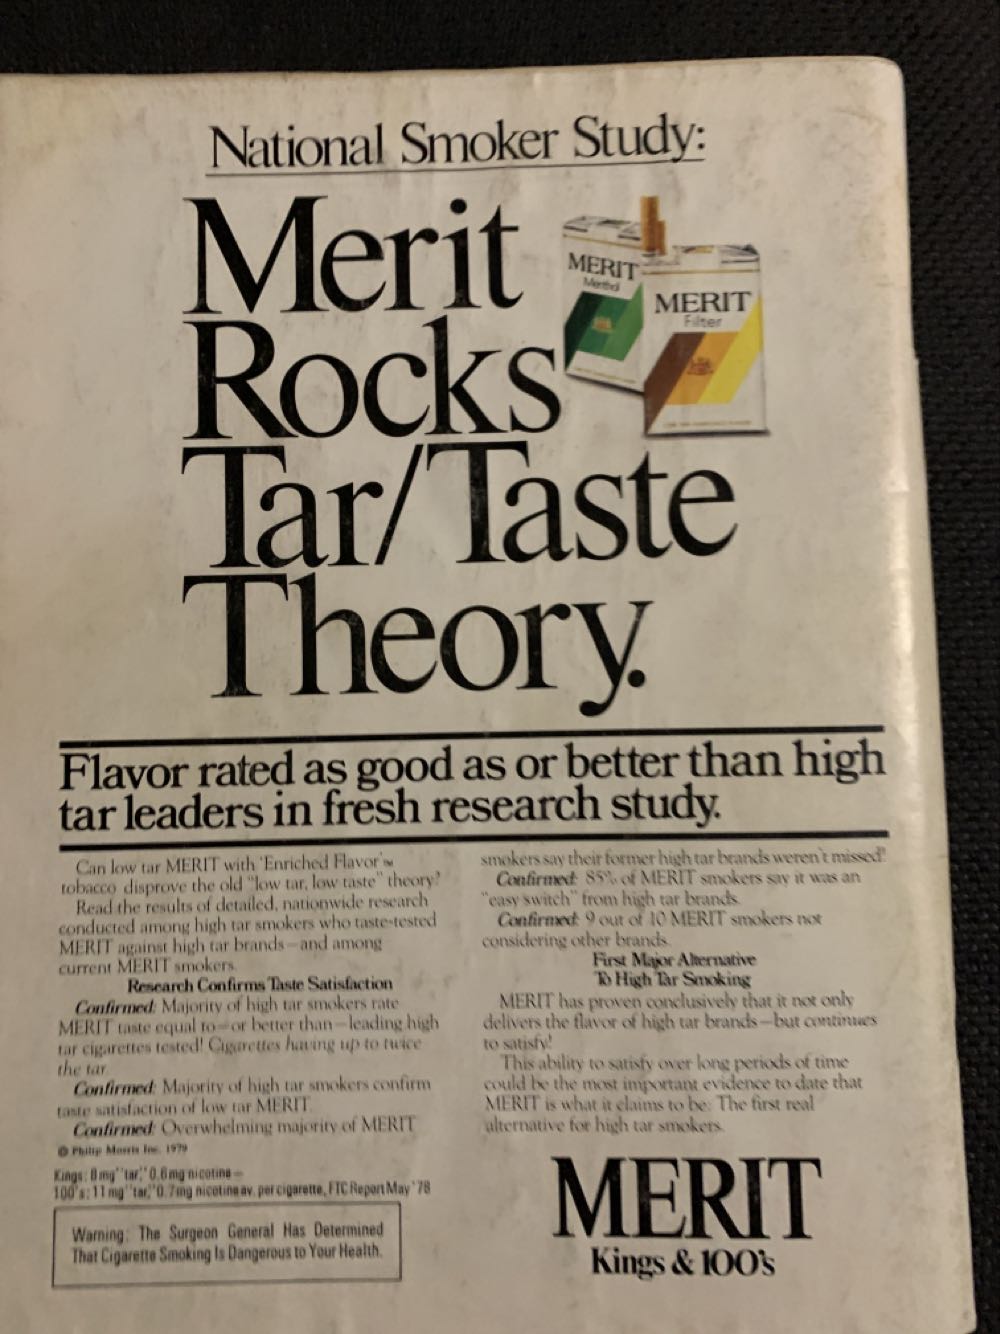 National Smoker Study:
Merit
Rocks
Tar/Taste
Theory.
MERIT
Menthol
MERIT
Filter
Flavor rated as good as or better than high
tar leaders in fresh research study.
Can low tar MERIT with 'Enriched Flavor'™
tobacco disprove the old "low tar, low taste" theory?
Read the results of detailed, nationwide research
conducted among high tar smokers who taste-tested
MERIT against high tar brands—and among
current MERIT smokers.
Research Confirms Taste Satisfaction
Confirmed: Majority of high tar smokers rate
MERIT taste equal to—or better than—leading high
tar cigarettes tested! Cigarettes having up to twice
the tar.
Confirmed: Majority of high tar smokers confirm
taste satisfaction of low tar MERIT.
Confirmed: Overwhelming majority of MERIT
smokers say their former high tar brands weren't missed!
Confirmed: 85% of MERIT smokers say it was an
"easy switch" from high tar brands.
Confirmed: 9 out of 10 MERIT smokers not
considering other brands.
First Major Alternative
To High Tar Smoking
MERIT has proven conclusively that it not only
delivers the flavor of high tar brands—but continues
to satisfy!
This ability to satisfy over long periods of time
could be the most important evidence to date that
MERIT is what it claims to be: The first real
alternative for high tar smokers.
© Philip Morris Inc. 1979
Kings: 8 mg "tar," 0.6 mg nicotine—
100's: 11 mg "tar," 0.7 mg nicotine av. per cigarette, FTC Report May '78
Warning: The Surgeon General Has Determined
That Cigarette Smoking Is Dangerous to Your Health.
MERIT
Kings & 100's